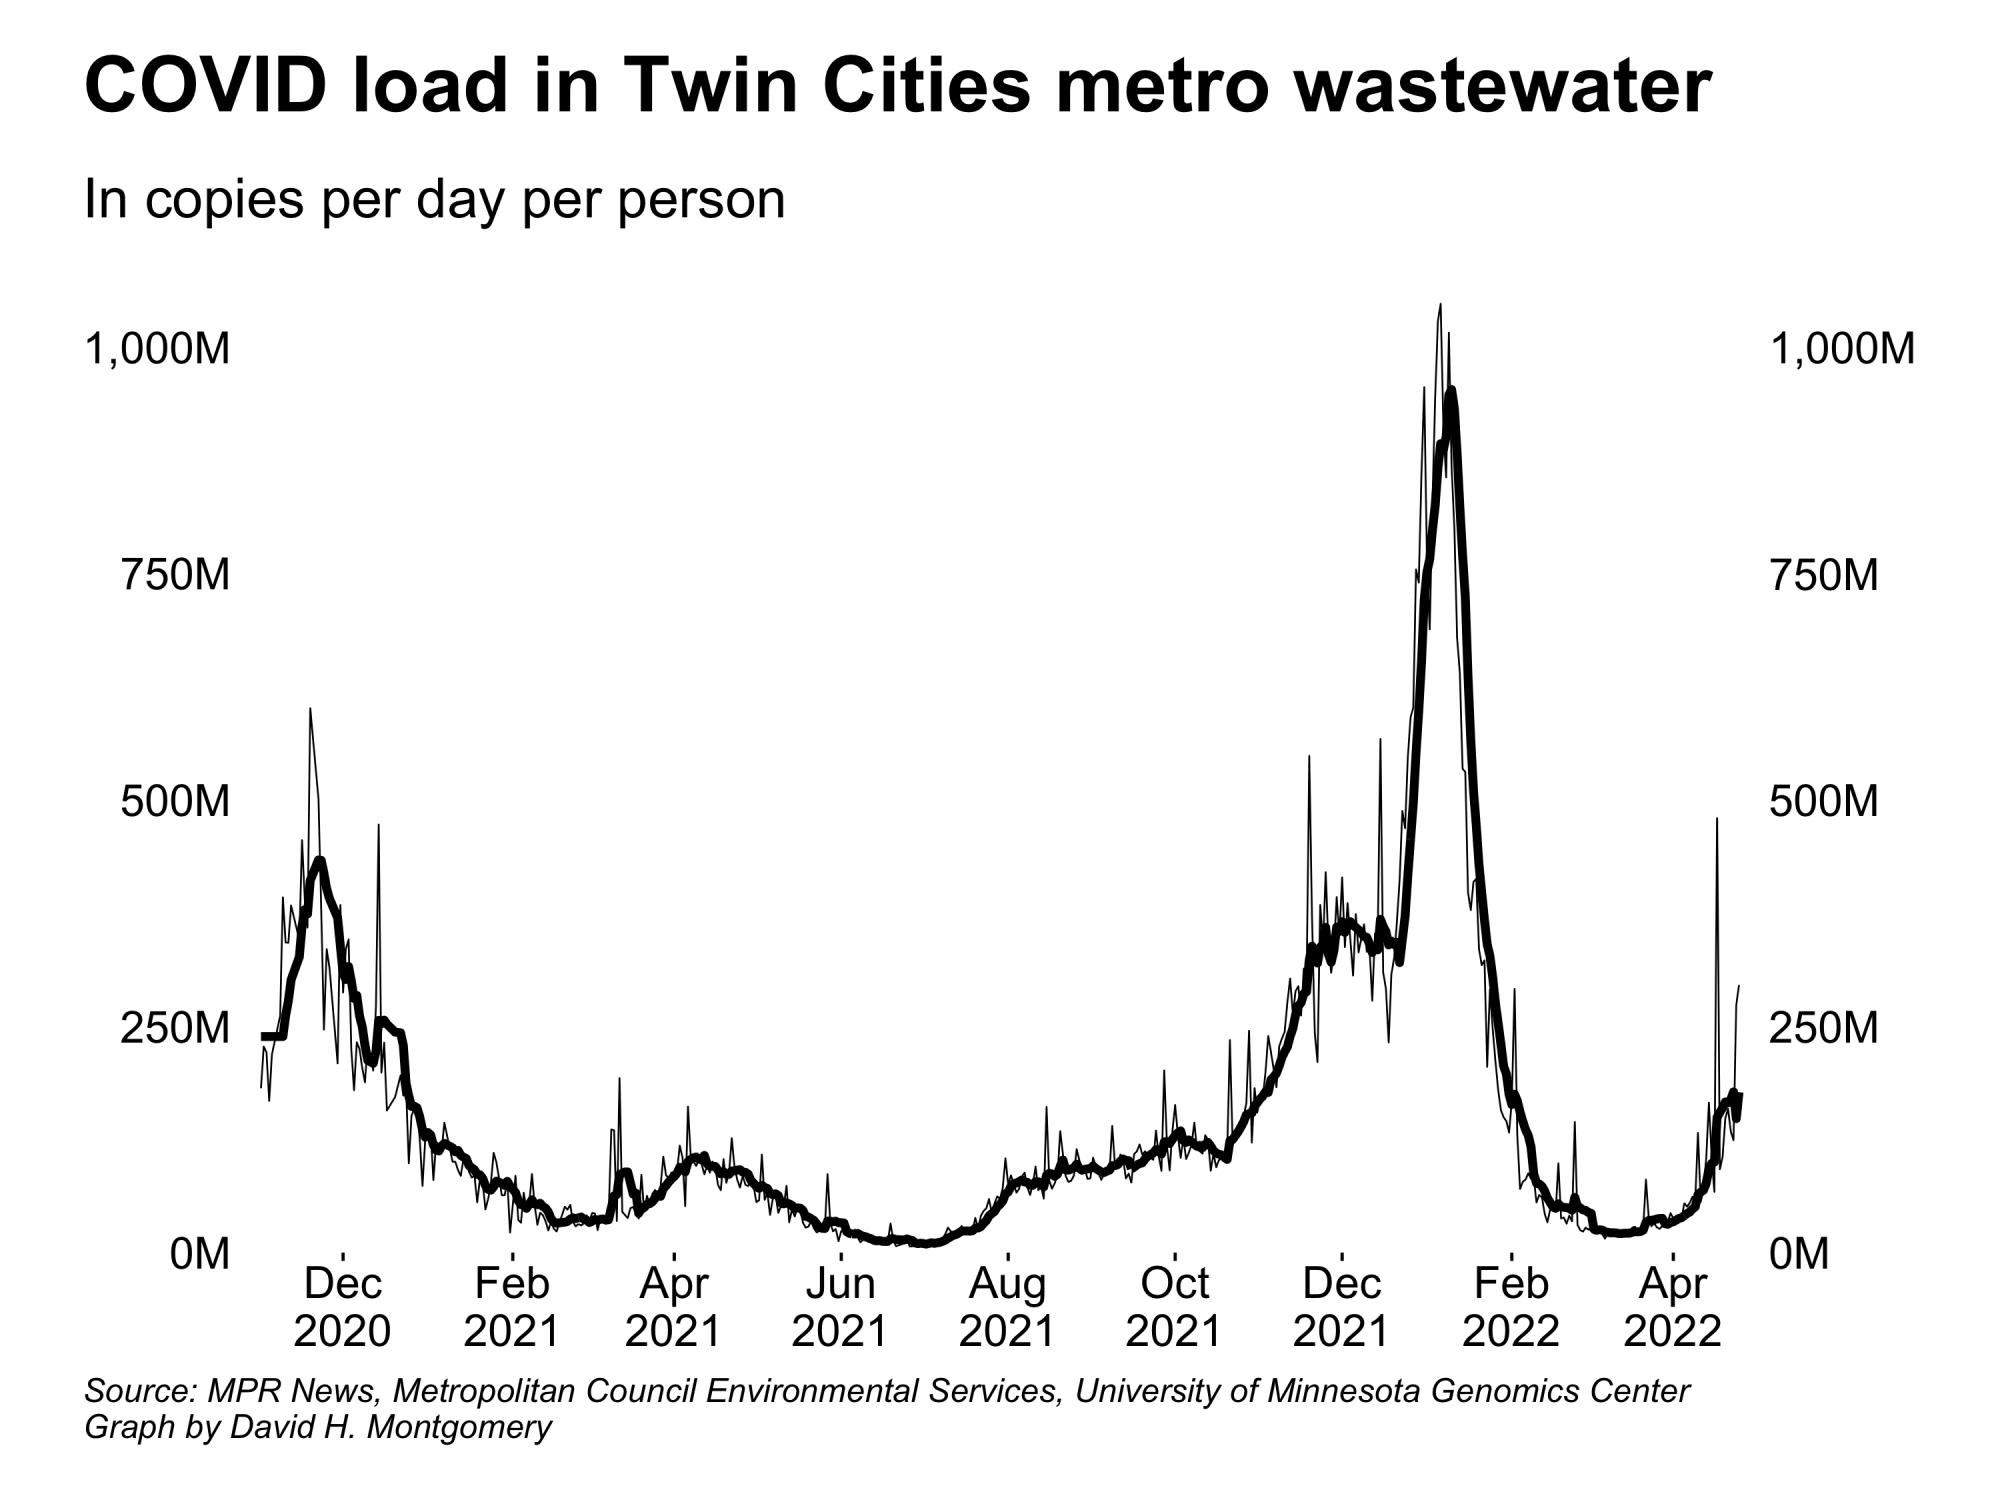 COVID load in Twin Cities metro wastewater
In copies per day per person
1,000M 1,000M
750M 750M
500M 500M
250M 250M
0M 0M
Dec Feb Apr Jun Aug Oct Dec Feb Apr
2020 2021 2021 2021 2021 2021 2021 2022 2022
Source: MPR News, Metropolitan Council Environmental Services, University of Minnesota Genomics Center
Graph by David H. Montgomery